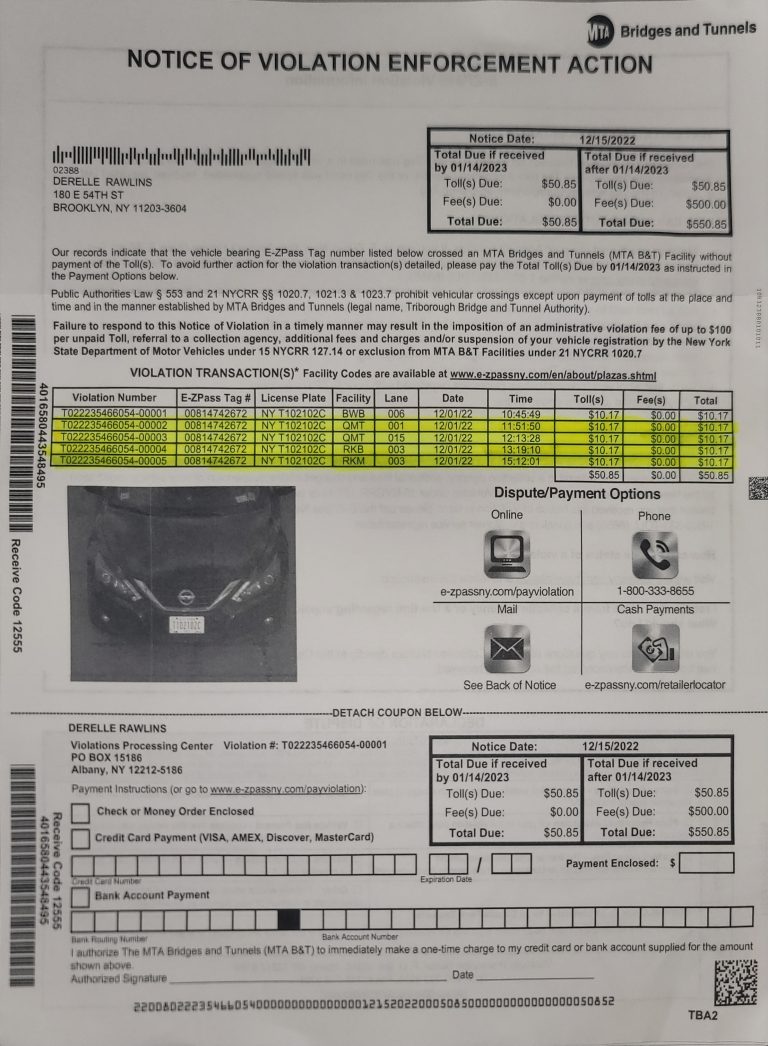 MTA Bridges and Tunnels
NOTICE OF VIOLATION ENFORCEMENT ACTION
02388
DERELLE RAWLINS
180 E 54TH ST
BROOKLYN, NY 11203-3604
Notice Date: 12/15/2022
Total Due if received by 01/14/2023
Toll(s) Due: $50.85
Fee(s) Due: $0.00
Total Due: $50.85
Total Due if received after 01/14/2023
Toll(s) Due: $50.85
Fee(s) Due: $500.00
Total Due: $550.85
Our records indicate that the vehicle bearing E-ZPass Tag number listed below crossed an MTA Bridges and Tunnels (MTA B&T) Facility without
payment of the Toll(s). To avoid further action for the violation transaction(s) detailed, please pay the Total Toll(s) Due by 01/14/2023 as instructed in
the Payment Options below.
Public Authorities Law § 553 and 21 NYCRR §§ 1020.7, 1021.3 & 1023.7 prohibit vehicular crossings except upon payment of tolls at the place and
time and in the manner established by MTA Bridges and Tunnels (legal name, Triborough Bridge and Tunnel Authority).
Failure to respond to this Notice of Violation in a timely manner may result in the imposition of an administrative violation fee of up to $100
per unpaid Toll, referral to a collection agency, additional fees and charges and/or suspension of your vehicle registration by the New York
State Department of Motor Vehicles under 15 NYCRR 127.14 or exclusion from MTA B&T Facilities under 21 NYCRR 1020.7
VIOLATION TRANSACTION(S)* Facility Codes are available at www.e-zpassny.com/en/about/plazas.shtml
Violation Number E-ZPass Tag # License Plate Facility Lane Date Time Toll(s) Fee(s) Total
T022235466054-00001 00814742672 NY T102102C BWB 006 12/01/22 10:45:49 $10.17 $0.00 $10.17
T022235466054-00002 00814742672 NY T102102C QMT 001 12/01/22 11:51:50 $10.17 $0.00 $10.17
T022235466054-00003 00814742672 NY T102102C QMT 015 12/01/22 12:13:28 $10.17 $0.00 $10.17
T022235466054-00004 00814742672 NY T102102C RKB 003 12/01/22 13:19:10 $10.17 $0.00 $10.17
T022235466054-00005 00814742672 NY T102102C RKM 003 12/01/22 15:12:01 $10.17 $0.00 $10.17
$50.85 $0.00 $50.85
4016580443548495
Receive Code 12555
T102102C
Dispute/Payment Options
Online
e-zpassny.com/payviolation
Phone
1-800-333-8655
Mail
See Back of Notice
Cash Payments
e-zpassny.com/retailerlocator
DETACH COUPON BELOW
DERELLE RAWLINS
Violations Processing Center Violation #: T022235466054-00001
PO BOX 15186
Albany, NY 12212-5186
Payment Instructions (or go to www.e-zpassny.com/payviolation):
Notice Date: 12/15/2022
Total Due if received by 01/14/2023
Toll(s) Due: $50.85
Fee(s) Due: $0.00
Total Due: $50.85
Total Due if received after 01/14/2023
Toll(s) Due: $50.85
Fee(s) Due: $500.00
Total Due: $550.85
Check or Money Order Enclosed
Credit Card Payment (VISA, AMEX, Discover, MasterCard)
/
Credit Card Number
Expiration Date
Payment Enclosed: $
Bank Account Payment
Bank Routing Number
Bank Account Number
Receive Code 12555
4016580443548495
I authorize The MTA Bridges and Tunnels (MTA B&T) to immediately make a one-time charge to my credit card or bank account supplied for the amount
shown above.
Authorized Signature Date
TBA2